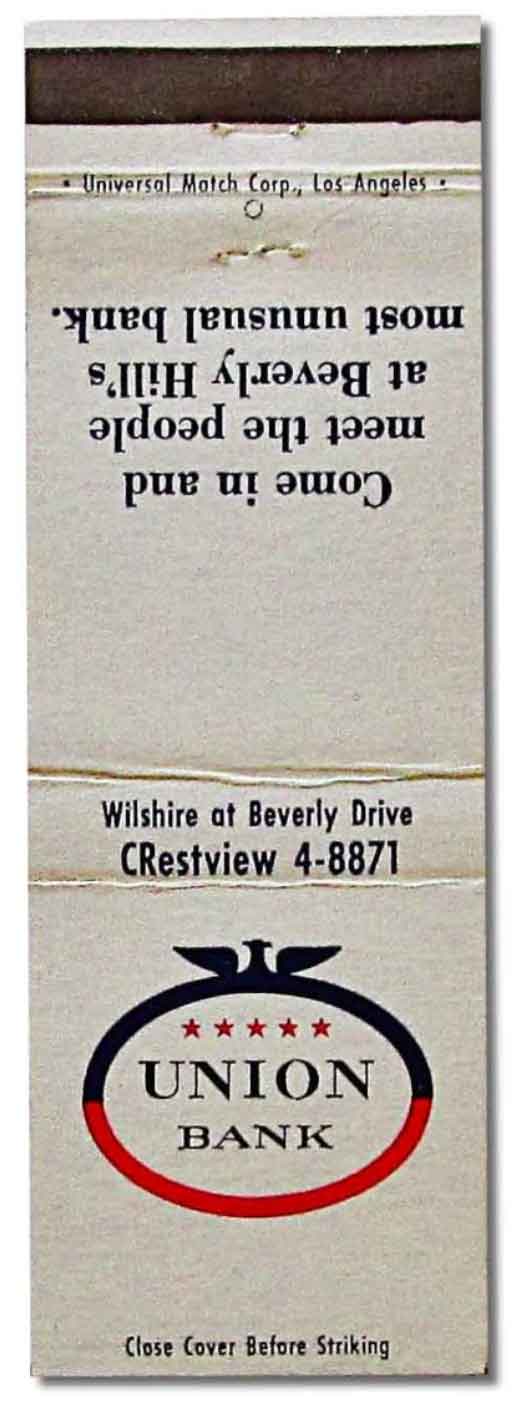 • Universal Match Corp., Los Angeles •
Come in and
meet the people
at Beverly Hill's
most unusual bank.
Wilshire at Beverly Drive
CRestview 4-8871
UNION
BANK
Close Cover Before Striking